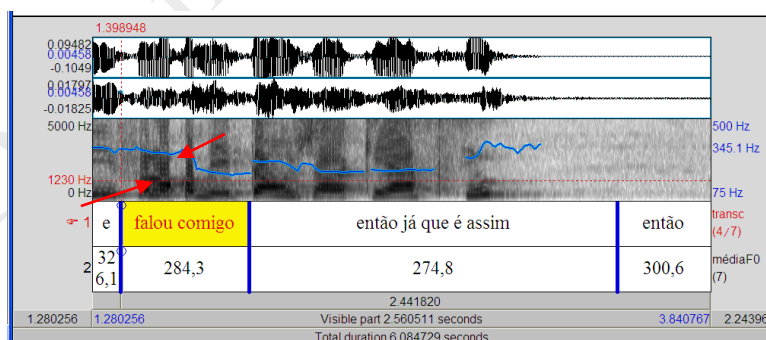 1.398948
0.09482
0.00458
-0.1049
0.01797
0.00458
-0.01825
5000 Hz
500 Hz
345.1 Hz
1230 Hz
0 Hz
75 Hz
1 e falou comigo então já que é assim então transc
(4/7)
2 32 6,1 284,3 274,8 300,6 médiaF0
(7)
2.441820
1.280256 1.280256 Visible part 2.560511 seconds 3.840767 2.24396
Total duration 6.084729 seconds